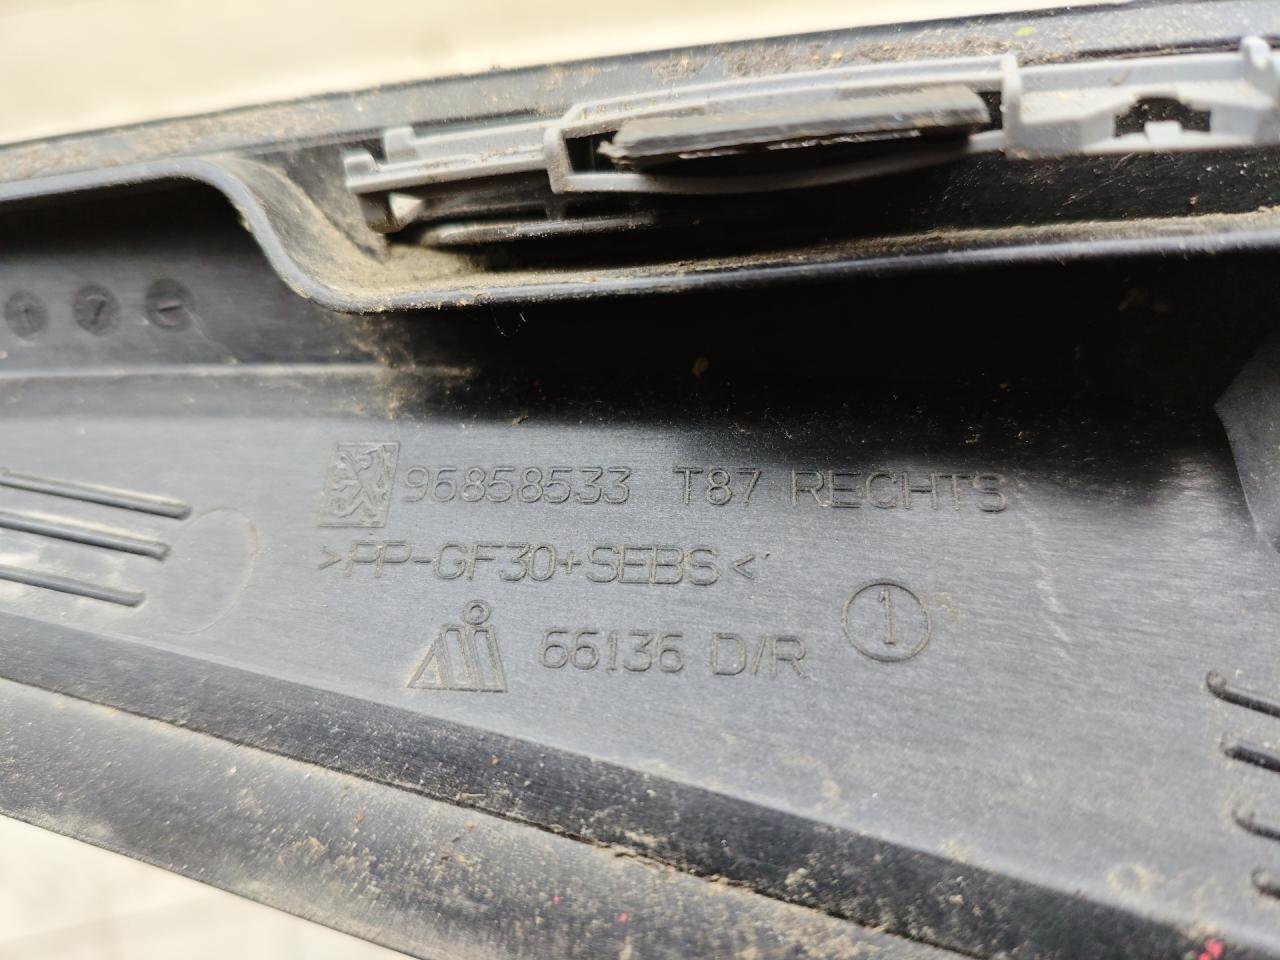 96858533 T87 RECHTS
>PP-GF30+SEBS<
66136 D/R 1